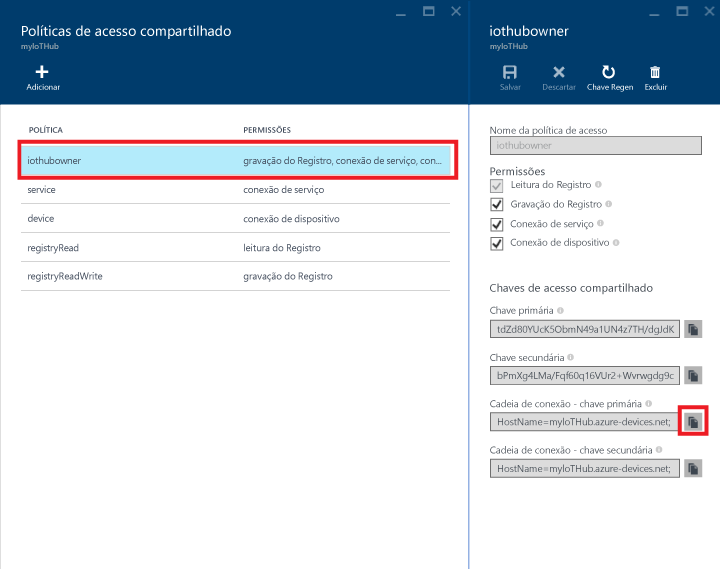 Políticas de acesso compartilhado
myIoTHub
Adicionar
POLÍTICA PERMISSÕES
iothubowner gravação do Registro, conexão de serviço, con...
service conexão de serviço
device conexão de dispositivo
registryRead leitura do Registro
registryReadWrite gravação do Registro
iothubowner
myIoTHub
Salvar Descartar Chave Regen Excluir
Nome da política de acesso
iothubowner
Permissões
Leitura do Registro
Gravação do Registro
Conexão de serviço
Conexão de dispositivo
Chaves de acesso compartilhado
Chave primária
tdZd80YUcK5ObmN49a1UN4z7TH/dgJdK
Chave secundária
bPmXg4LMa/Fqf60q16VUr2+Wvrwgdg9c
Cadeia de conexão - chave primária
HostName=myIoTHub.azure-devices.net;
Cadeia de conexão - chave secundária
HostName=myIoTHub.azure-devices.net;